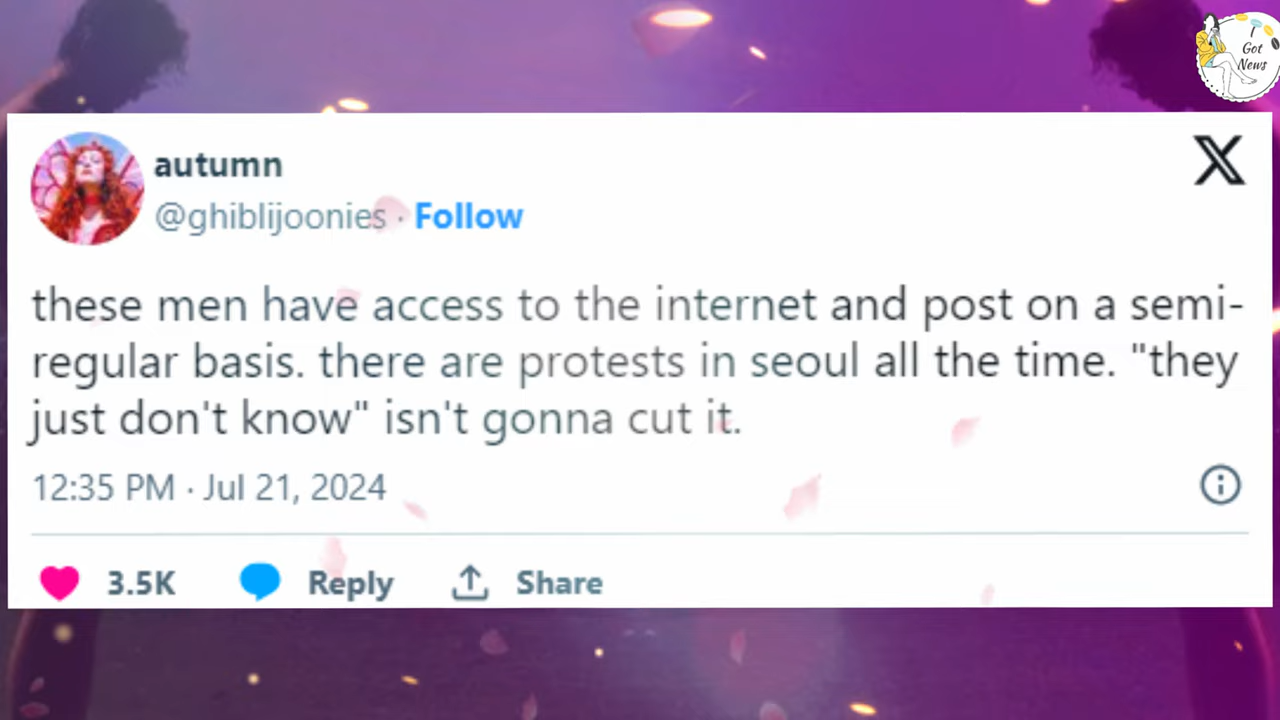 I
Got
News
autumn
@ghiblijoonies · Follow
these men have access to the internet and post on a semi-
regular basis. there are protests in seoul all the time. "they
just don't know" isn't gonna cut it.
12:35 PM · Jul 21, 2024
3.5K Reply Share